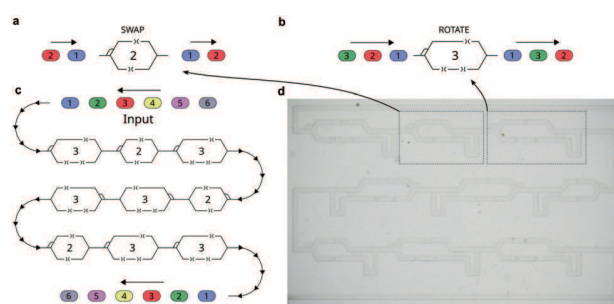 a
SWAP
2 1
2
1 2
b
ROTATE
3 2 1
3
1 3 2
c
1 2 3 4 5 6
Input
3 2 3
3 3 2
2 3 3
6 5 4 3 2 1
d